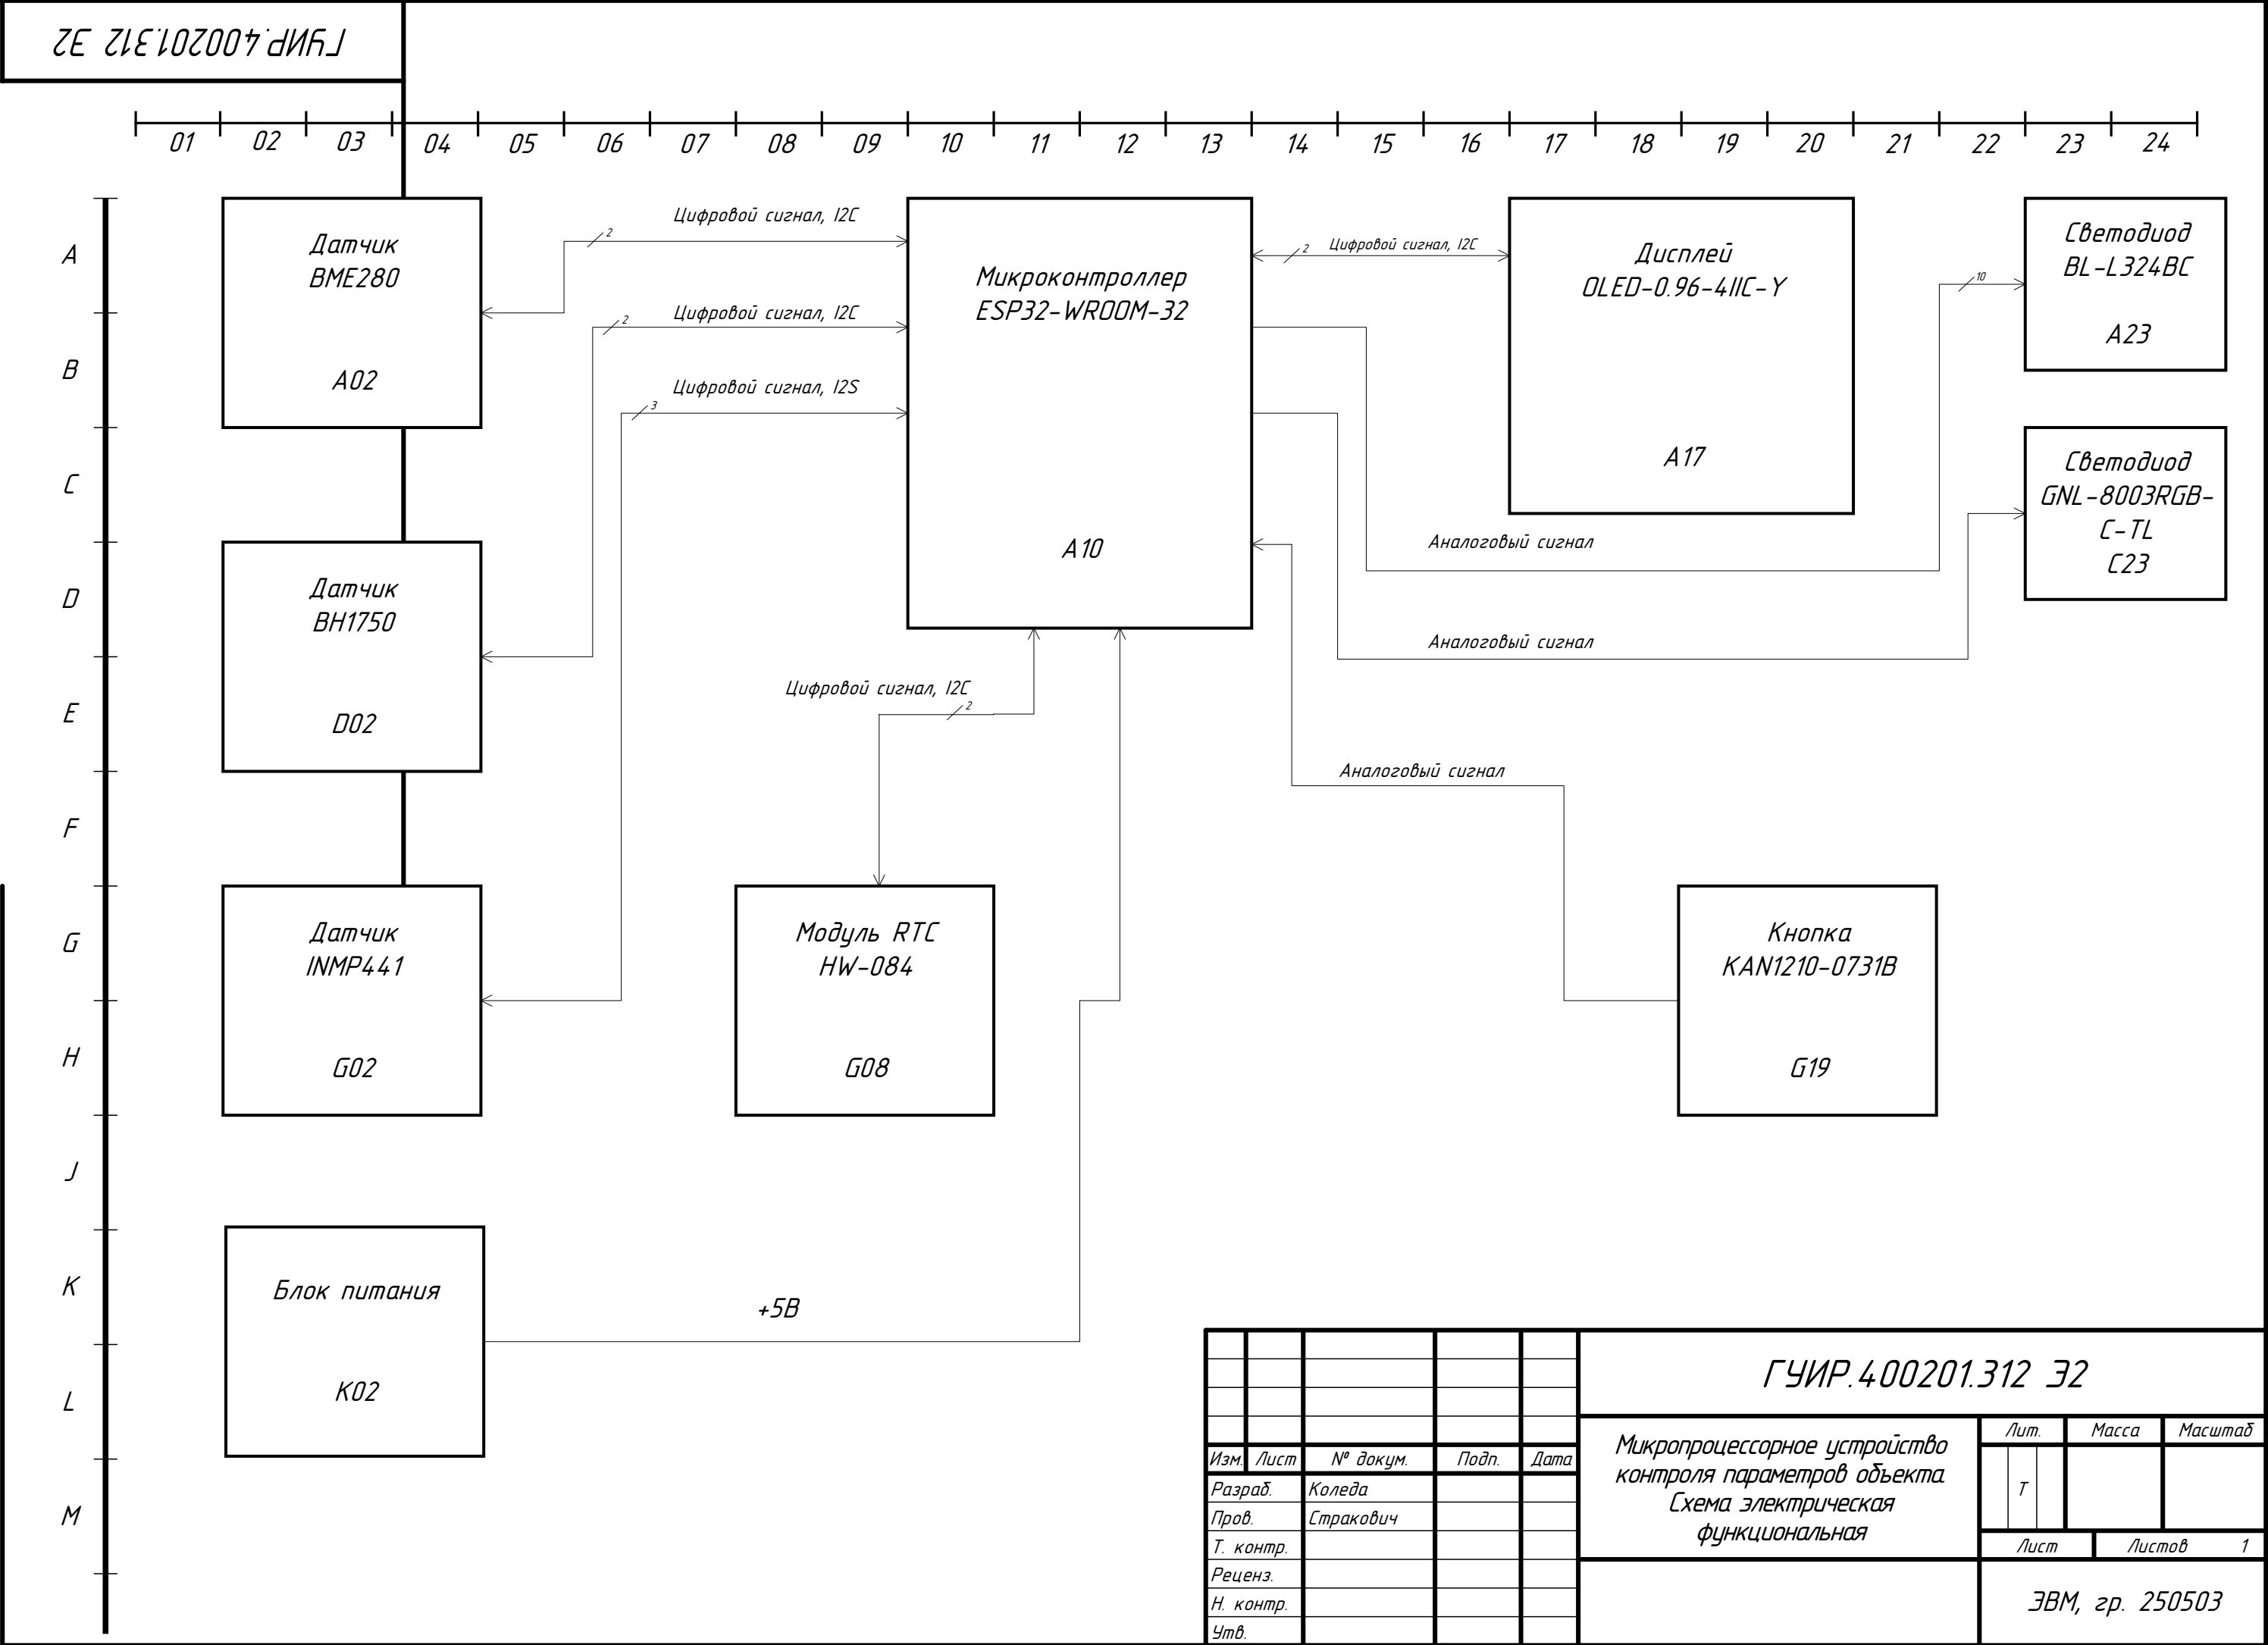 ГУИР.400201.312 Э2
01 02 03 04 05 06 07 08 09 10 11 12 13 14 15 16 17 18 19 20 21 22 23 24
A
B
C
D
E
F
G
H
J
K
L
M
Датчик
BME280
A02
Цифровой сигнал, I2C
2
Цифровой сигнал, I2C
2
Цифровой сигнал, I2S
3
Микроконтроллер
ESP32-WROOM-32
A10
2
Цифровой сигнал, I2C
Дисплей
OLED-0.96-4IIC-Y
A17
10
Светодиод
BL-L324BC
A23
Светодиод
GNL-8003RGB-
C-TL
C23
Аналоговый сигнал
Аналоговый сигнал
Датчик
BH1750
D02
Цифровой сигнал, I2C
2
Аналоговый сигнал
Датчик
INMP441
G02
Модуль RTC
HW-084
G08
Кнопка
KAN1210-0731B
G19
Блок питания
K02
+5В
ГУИР.400201.312 Э2
Микропроцессорное устройство
контроля параметров объекта.
Схема электрическая
функциональная
Лит. Масса Масштаб
Т
Лист Листов 1
ЭВМ, гр. 250503
Изм. Лист № докум. Подп. Дата
Разраб. Коледа
Пров. Стракович
Т. контр.
Реценз.
Н. контр.
Утв.